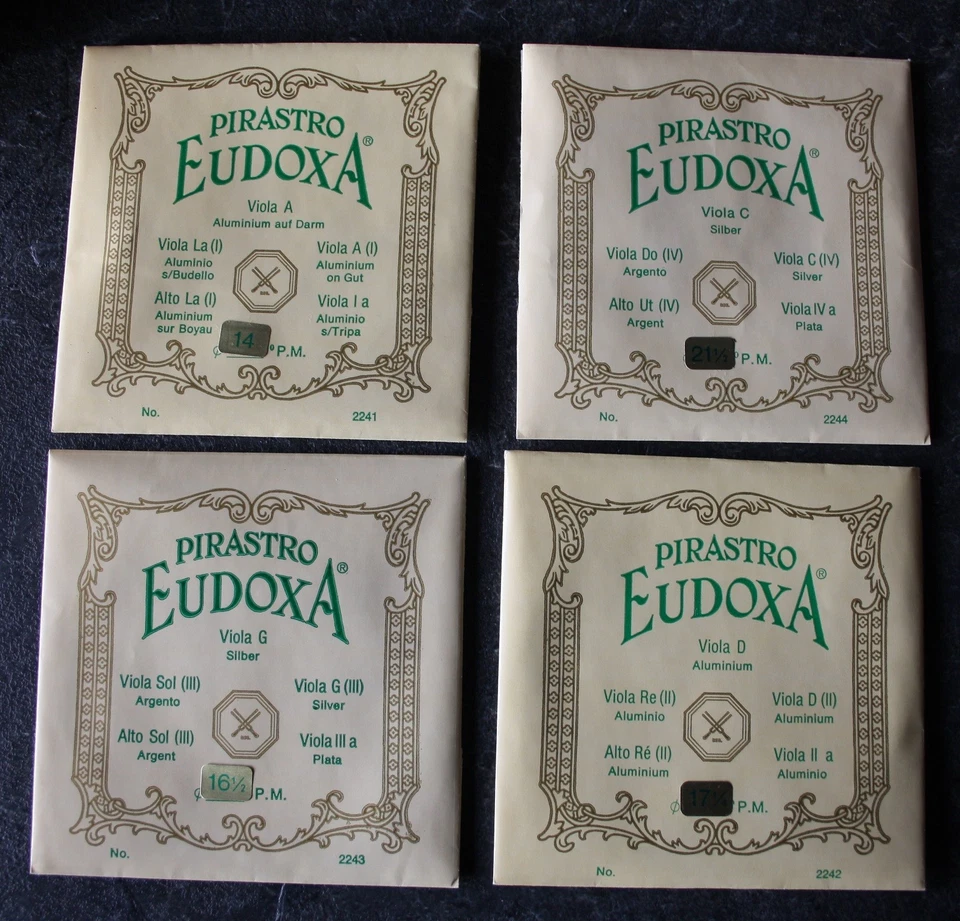 PIRASTRO
EUDOXA®
Viola A
Aluminium auf Darm
Viola La (I)
Aluminio
s/Budello
Alto La (I)
Aluminium
sur Boyau
Viola A (I)
Aluminium
on Gut
Viola I a
Aluminio
s/Tripa
14
P.M.
No. 2241
PIRASTRO
EUDOXA®
Viola C
Silber
Viola Do (IV)
Argento
Alto Ut (IV)
Argent
Viola C (IV)
Silver
Viola IV a
Plata
21½
P.M.
No. 2244
PIRASTRO
EUDOXA®
Viola G
Silber
Viola Sol (III)
Argento
Alto Sol (III)
Argent
Viola G (III)
Silver
Viola III a
Plata
16½
P.M.
No. 2243
PIRASTRO
EUDOXA®
Viola D
Aluminium
Viola Re (II)
Aluminio
Alto Ré (II)
Aluminium
Viola D (II)
Aluminium
Viola II a
Aluminio
P.M.
No. 2242